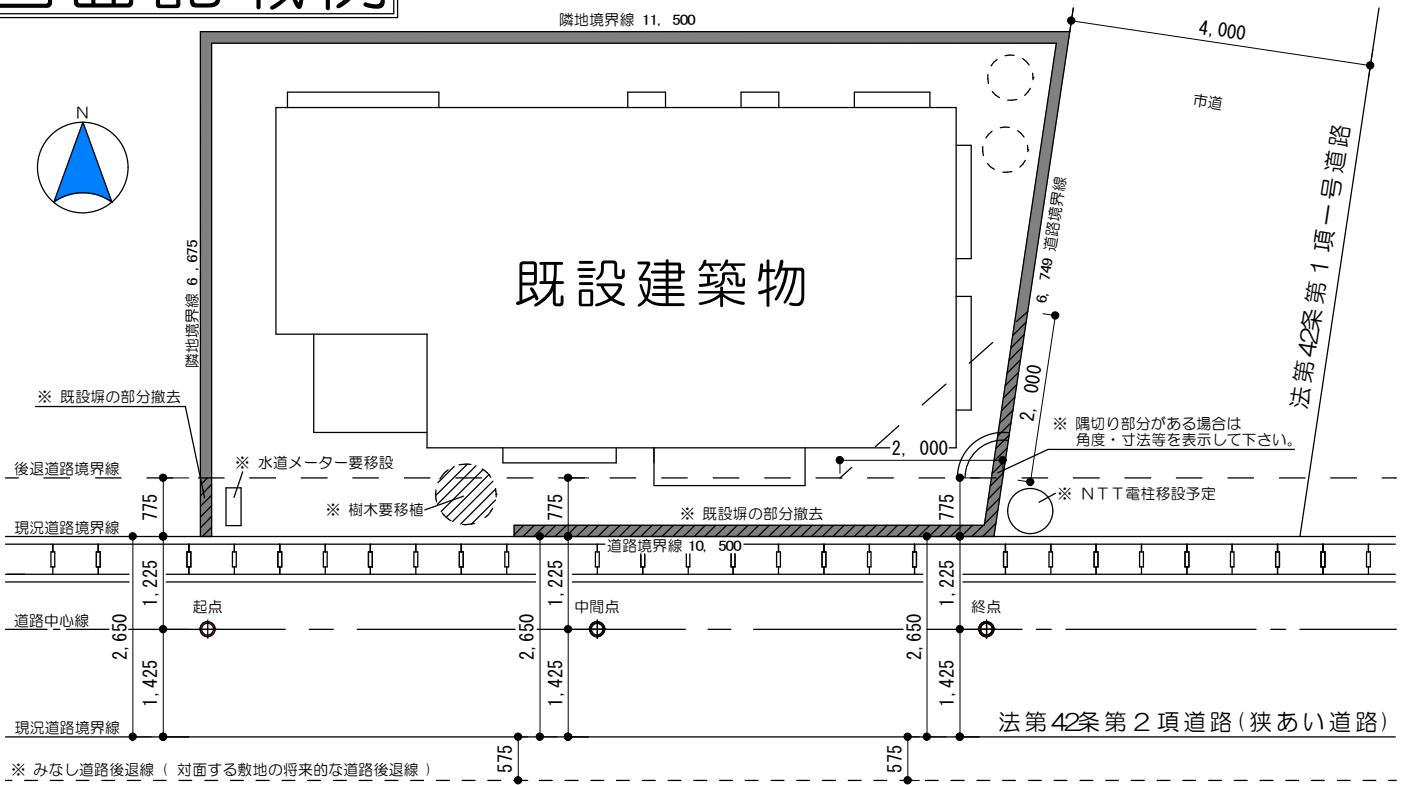 隣地境界線 11, 500
4, 000
市道
N
法第42条第1項一号道路
隣地境界線 6, 675
6, 749 道路境界線
既設建築物
※ 既設塀の部分撤去
2, 000
※ 隅切り部分がある場合は
角度・寸法等を表示して下さい。
2, 000
後退道路境界線
※ 水道メーター要移設
※ 樹木要移植
※ 既設塀の部分撤去
※ NTT電柱移設予定
775
775
775
現況道路境界線
道路境界線 10, 500
1, 225
1, 225
1, 225
起点
中間点
終点
道路中心線
2, 650
2, 650
2, 650
1, 425
1, 425
1, 425
現況道路境界線
法第42条第2項道路(狭あい道路)
575
575
※ みなし道路後退線 ( 対面する敷地の将来的な道路後退線 )